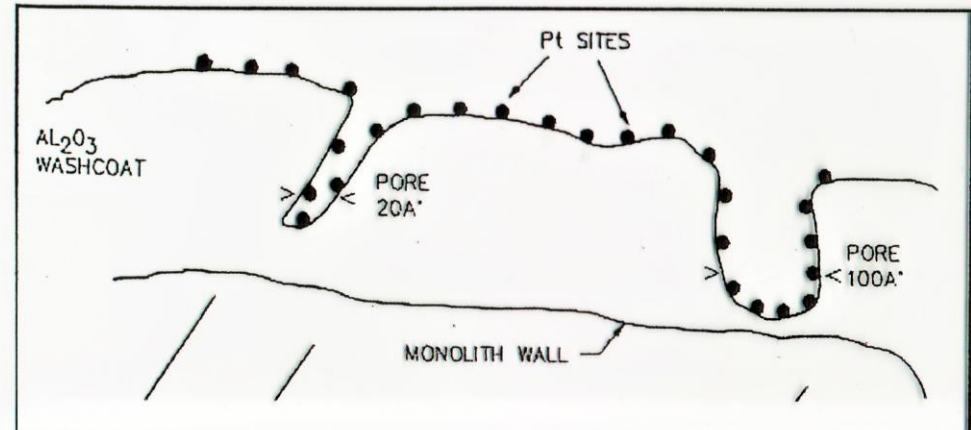 Pt SITES
AL₂O₃
WASHCOAT
PORE
20A°
PORE
100A°
MONOLITH WALL